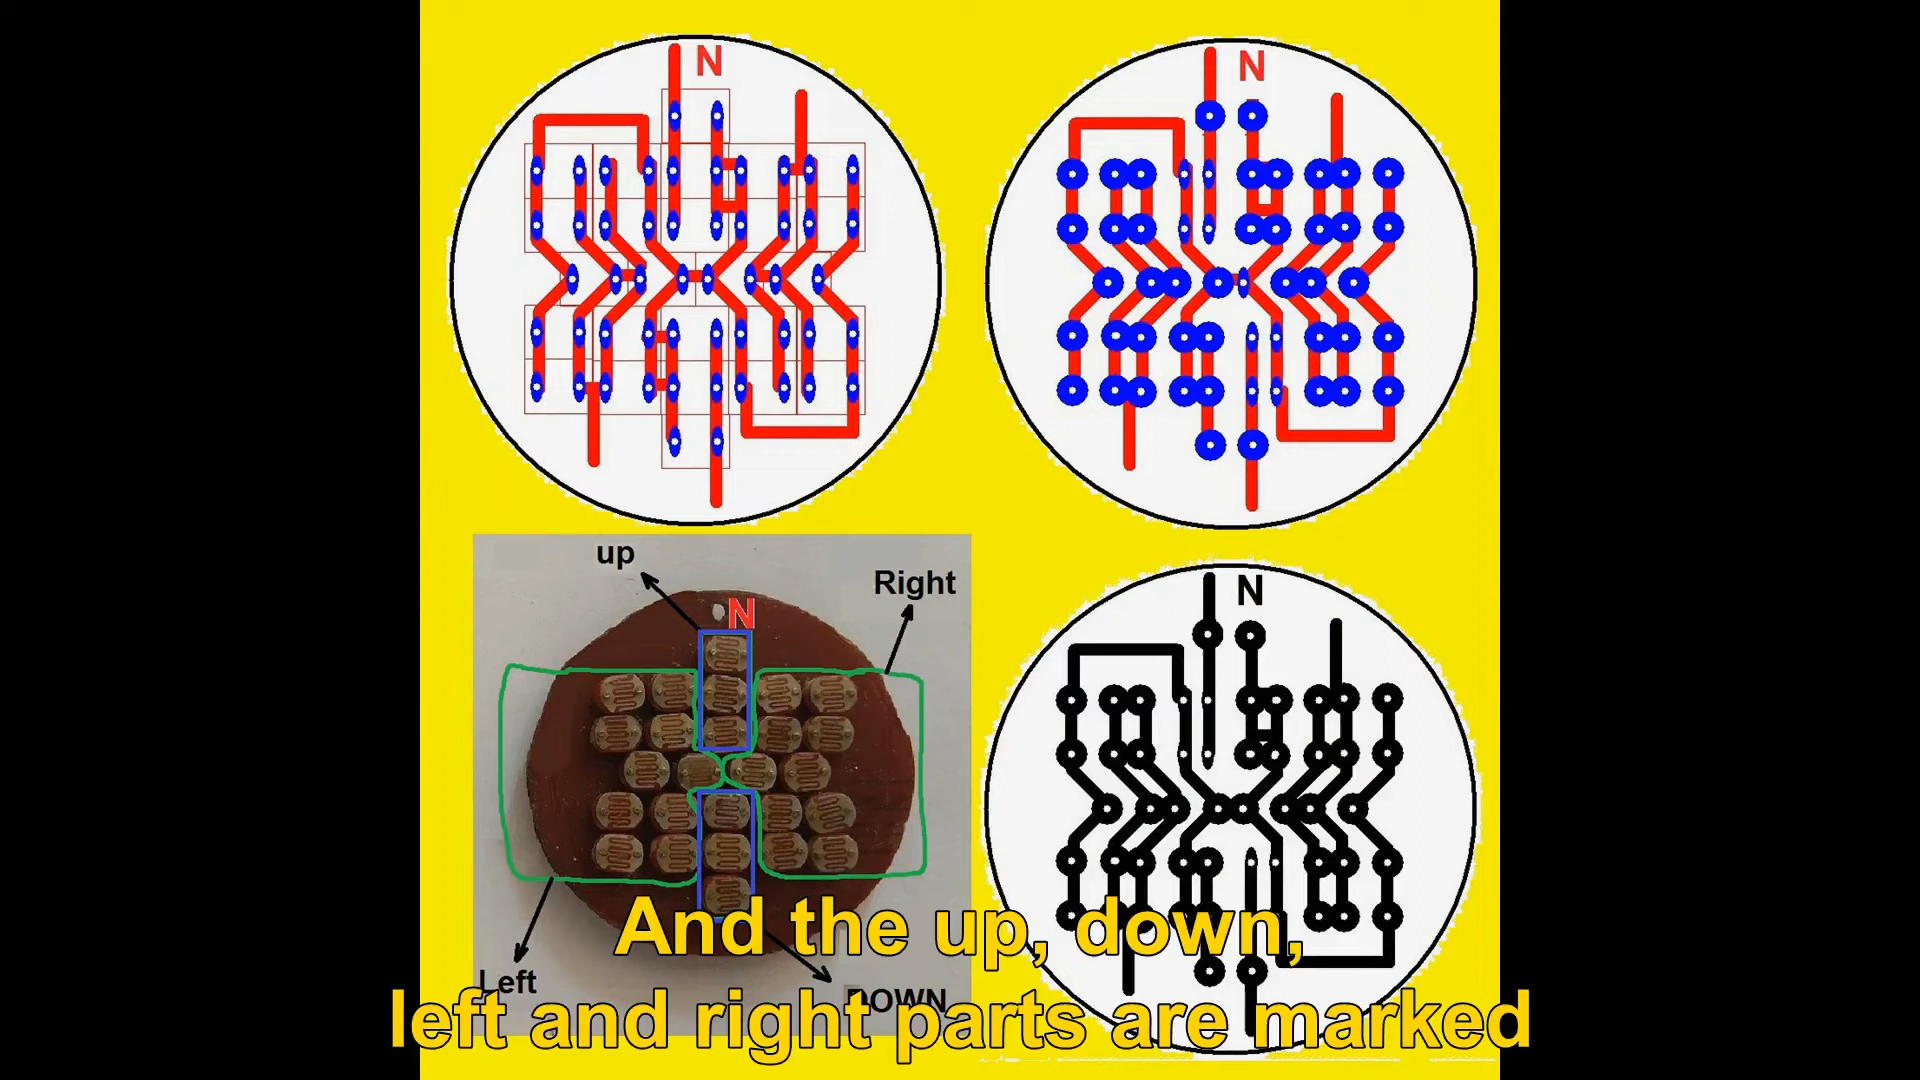 N
N
up
Right
N
N
Left
DOWN
And the up, down,
left and right parts are marked